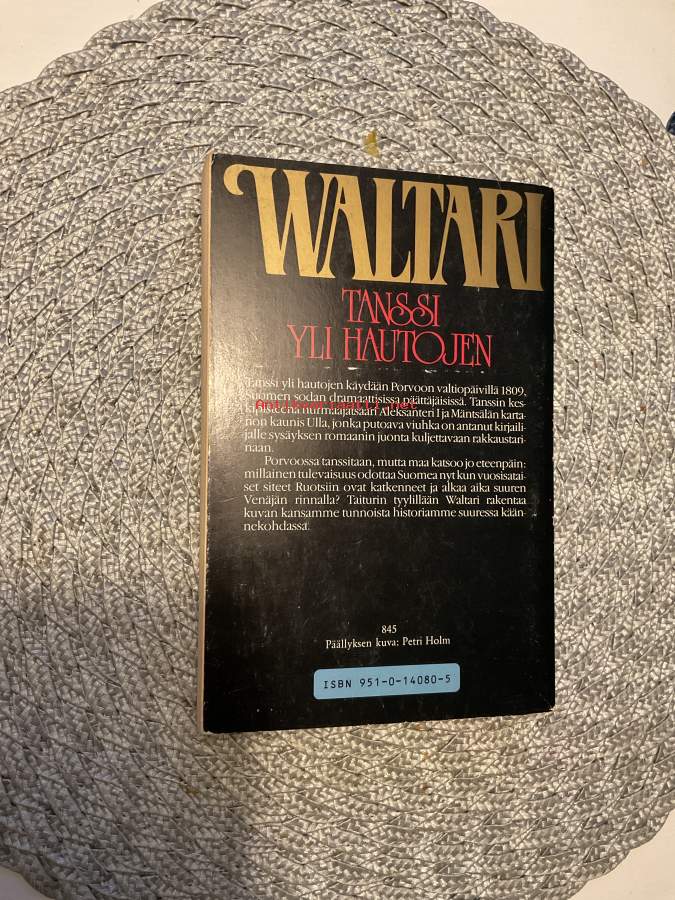 WALTARI
TANSSI
YLI HAUTOJEN
Tanssi yli hautojen käydään Porvoon valtiopäivillä 1809,
Suomen sodan dramaattisissa päättäjäisissä. Tanssin kes-
Antikvariaatti.net
Aleksanteri I ja Mäntsälän karta-
non kaunis Ulla, jonka putoava viuhka on antanut kirjaili-
jalle sysäyksen romaanin juonta kuljettavaan rakkaustari-
naan.
Porvoossa tanssitaan, mutta maa katsoo jo eteenpäin:
millainen tulevaisuus odottaa Suomea nyt kun vuosisatai-
set siteet Ruotsiin ovat katkenneet ja alkaa aika suuren
Venäjän rinnalla? Taiturin tyylillään Waltari rakentaa
kuvan kansamme tunnoista historiamme suuressa kään-
nekohdassa.
845
Päällyksen kuva: Petri Holm
ISBN 951-0-14080-5